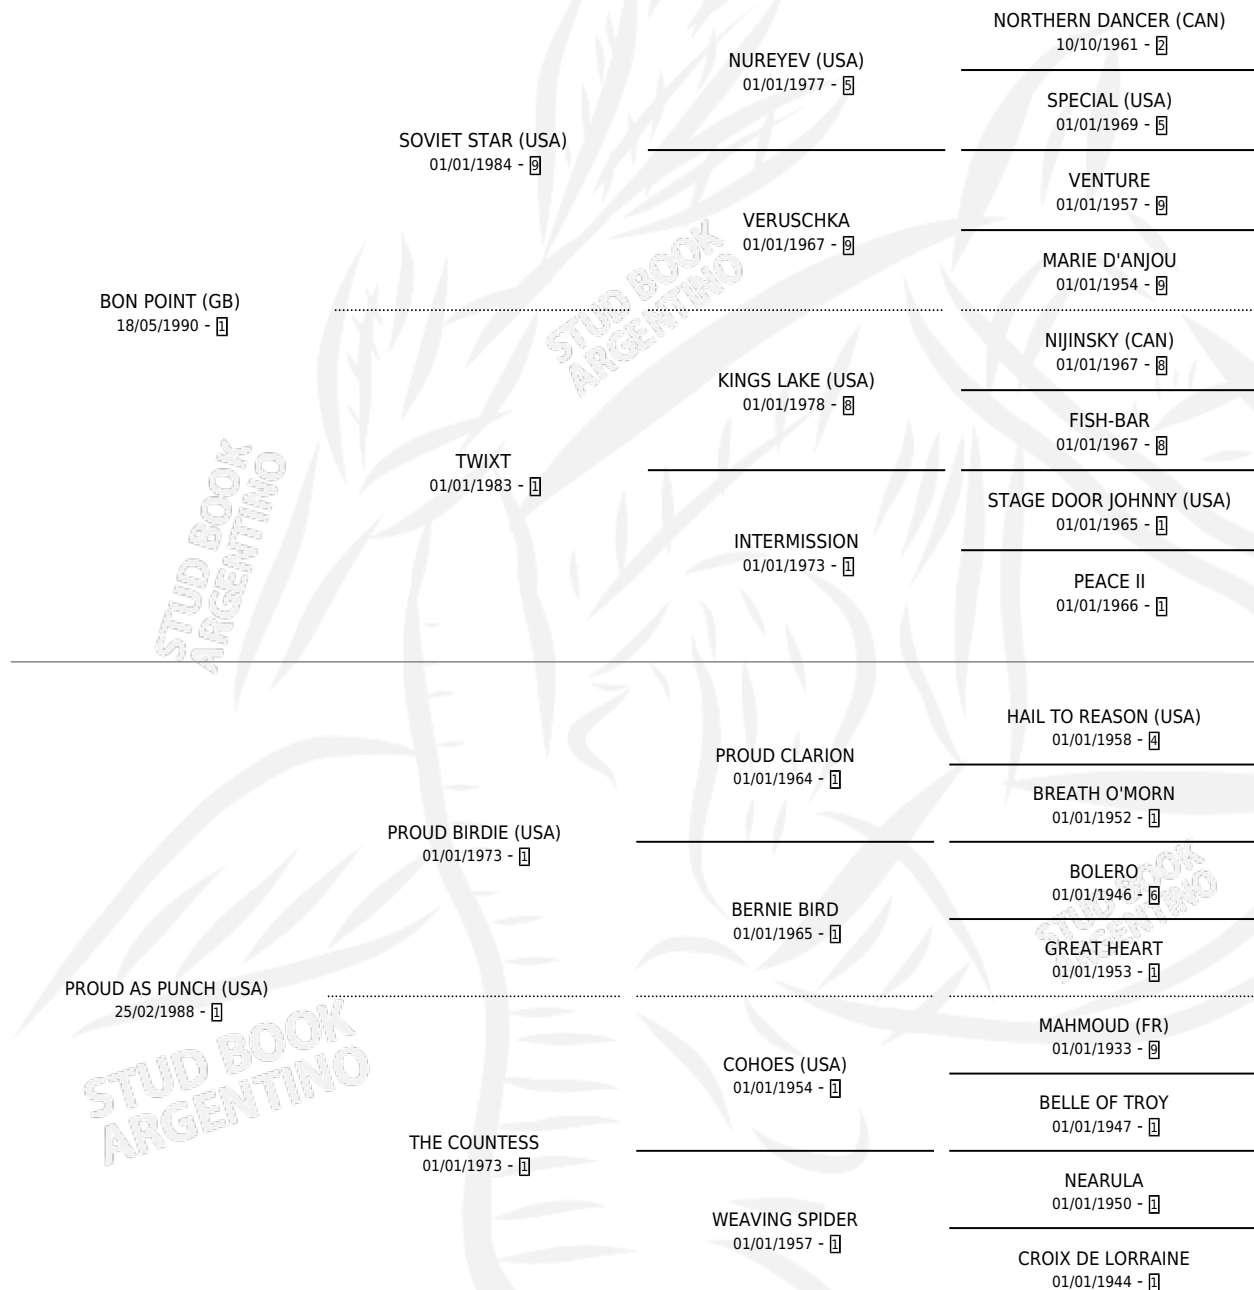 NORTHERN DANCER (CAN)
10/10/1961 - 2
NUREYEV (USA)
01/01/1977 - 5
SPECIAL (USA)
01/01/1969 - 5
SOVIET STAR (USA)
01/01/1984 - 9
VENTURE
01/01/1957 - 9
VERUSCHKA
01/01/1967 - 9
MARIE D'ANJOU
01/01/1954 - 9
BON POINT (GB)
18/05/1990 - 1
NIJINSKY (CAN)
01/01/1967 - 8
KINGS LAKE (USA)
01/01/1978 - 8
FISH-BAR
01/01/1967 - 8
TWIXT
01/01/1983 - 1
STAGE DOOR JOHNNY (USA)
01/01/1965 - 1
INTERMISSION
01/01/1973 - 1
PEACE II
01/01/1966 - 1
HAIL TO REASON (USA)
01/01/1958 - 4
PROUD CLARION
01/01/1964 - 1
BREATH O'MORN
01/01/1952 - 1
PROUD BIRDIE (USA)
01/01/1973 - 1
BOLERO
01/01/1946 - 6
BERNIE BIRD
01/01/1965 - 1
GREAT HEART
01/01/1953 - 1
PROUD AS PUNCH (USA)
25/02/1988 - 1
MAHMOUD (FR)
01/01/1933 - 9
COHOES (USA)
01/01/1954 - 1
BELLE OF TROY
01/01/1947 - 1
THE COUNTESS
01/01/1973 - 1
NEARULA
01/01/1950 - 1
WEAVING SPIDER
01/01/1957 - 1
CROIX DE LORRAINE
01/01/1944 - 1
STUD BOOK
ARGENTINO
STUD BOOK
ARGENTINO
STUD BOOK
ARGENTINO
STUD BOOK
ARGENTINO